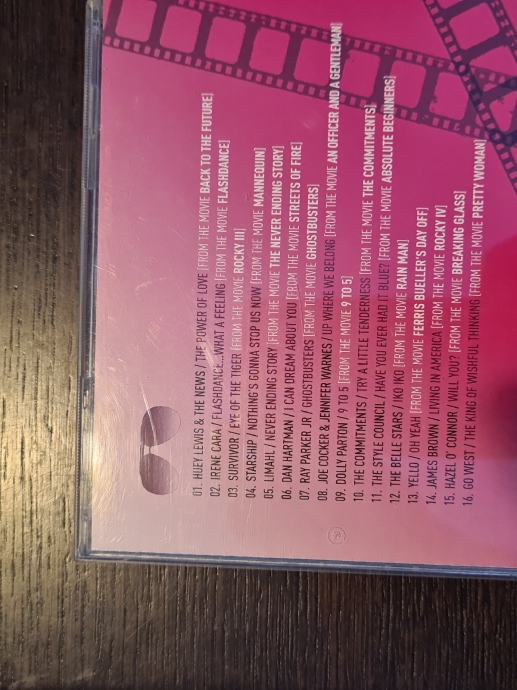 01. HUEY LEWIS & THE NEWS / THE POWER OF LOVE [FROM THE MOVIE BACK TO THE FUTURE]
02. IRENE CARA / FLASHDANCE...WHAT A FEELING [FROM THE MOVIE FLASHDANCE]
03. SURVIVOR / EYE OF THE TIGER [FROM THE MOVIE ROCKY III]
04. STARSHIP / NOTHING'S GONNA STOP US NOW [FROM THE MOVIE MANNEQUIN]
05. LIMAHL / NEVER ENDING STORY [FROM THE MOVIE THE NEVER ENDING STORY]
06. DAN HARTMAN / I CAN DREAM ABOUT YOU [FROM THE MOVIE STREETS OF FIRE]
07. RAY PARKER JR / GHOSTBUSTERS [FROM THE MOVIE GHOSTBUSTERS]
08. JOE COCKER & JENNIFER WARNES / UP WHERE WE BELONG [FROM THE MOVIE AN OFFICER AND A GENTLEMAN]
09. DOLLY PARTON / 9 TO 5 [FROM THE MOVIE 9 TO 5]
10. THE COMMITMENTS / TRY A LITTLE TENDERNESS [FROM THE MOVIE THE COMMITMENTS]
11. THE STYLE COUNCIL / HAVE YOU EVER HAD IT BLUE? [FROM THE MOVIE ABSOLUTE BEGINNERS]
12. THE BELLE STARS / IKO IKO [FROM THE MOVIE RAIN MAN]
13. YELLO / OH YEAH [FROM THE MOVIE FERRIS BUELLER'S DAY OFF]
14. JAMES BROWN / LIVING IN AMERICA [FROM THE MOVIE ROCKY IV]
15. HAZEL O' CONNOR / WILL YOU? [FROM THE MOVIE BREAKING GLASS]
16. GO WEST / THE KING OF WISHFUL THINKING [FROM THE MOVIE PRETTY WOMAN]